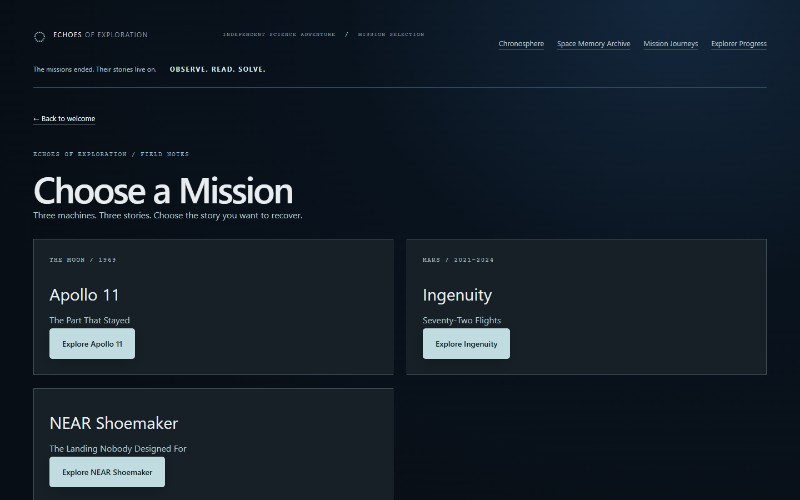 ECHOES OF EXPLORATION
INDEPENDENT SCIENCE ADVENTURE / MISSION SELECTION
Chronosphere Space Memory Archive Mission Journeys Explorer Progress
The missions ended. Their stories live on. OBSERVE. READ. SOLVE.
← Back to welcome
ECHOES OF EXPLORATION / FIELD NOTES
Choose a Mission
Three machines. Three stories. Choose the story you want to recover.
THE MOON / 1969
Apollo 11
The Part That Stayed
Explore Apollo 11
MARS / 2021–2024
Ingenuity
Seventy-Two Flights
Explore Ingenuity
NEAR Shoemaker
The Landing Nobody Designed For
Explore NEAR Shoemaker